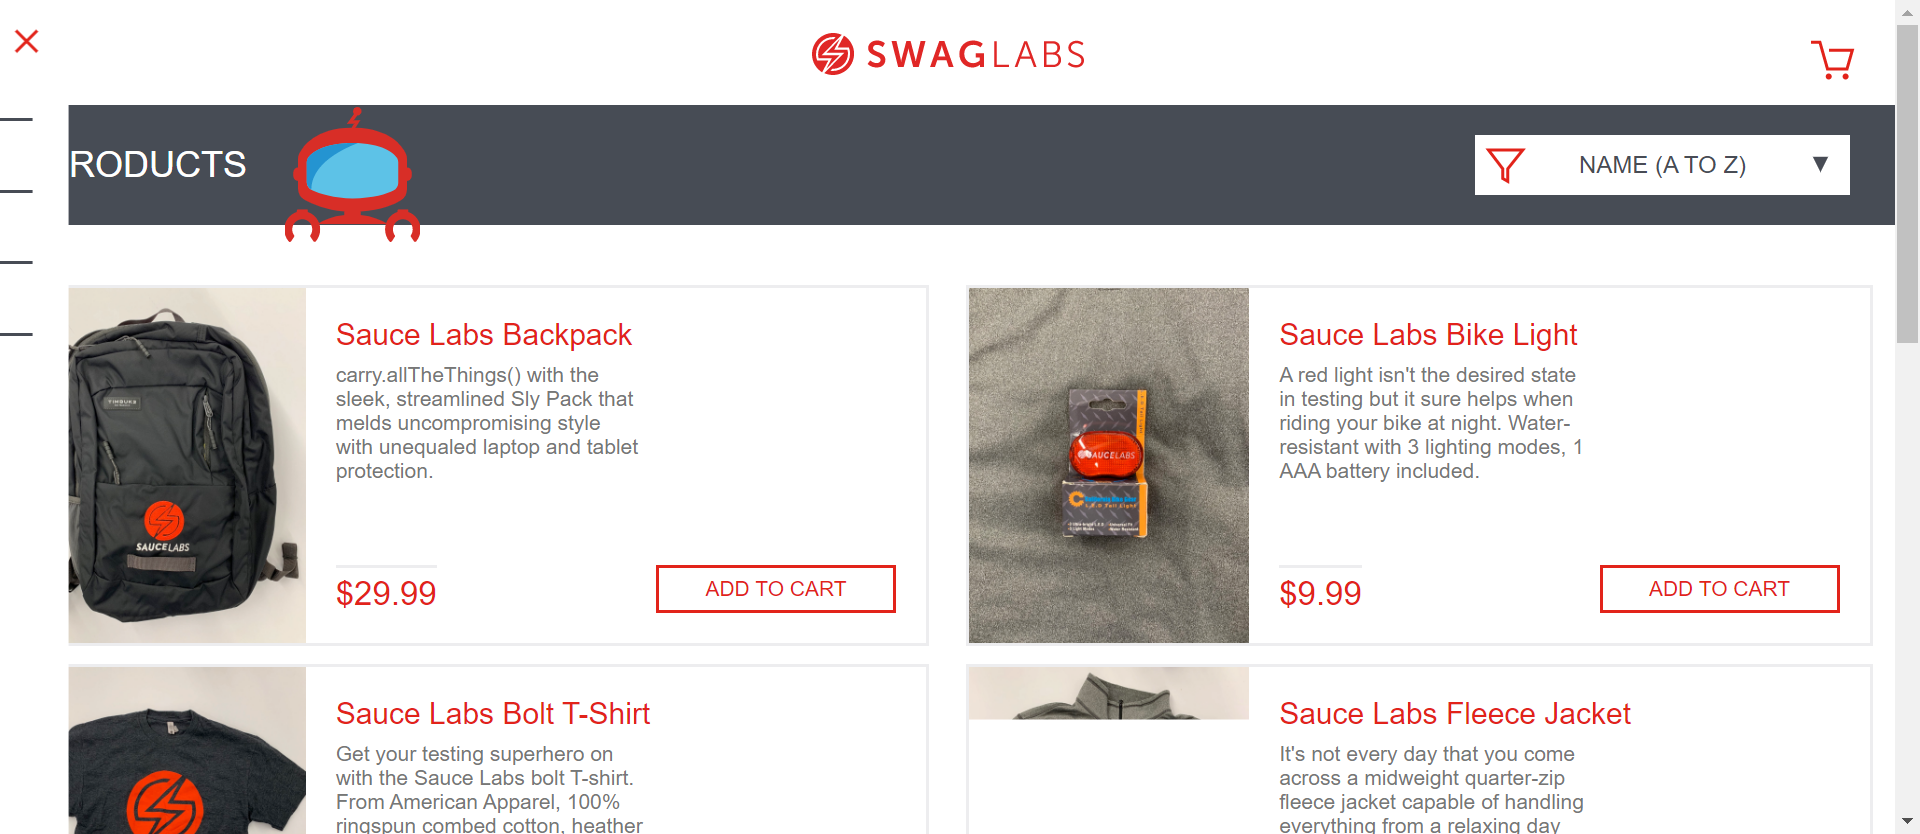 SWAGLABS
RODUCTS
NAME (A TO Z)
Sauce Labs Backpack
carry.allTheThings() with the
sleek, streamlined Sly Pack that
melds uncompromising style
with unequaled laptop and tablet
protection.
$29.99
ADD TO CART
TIMBUK2
SAUCELABS
Sauce Labs Bike Light
A red light isn't the desired state
in testing but it sure helps when
riding your bike at night. Water-
resistant with 3 lighting modes, 1
AAA battery included.
$9.99
ADD TO CART
SAUCELABS
L.E.D Tail Light
Sauce Labs Bolt T-Shirt
Get your testing superhero on
with the Sauce Labs bolt T-shirt.
From American Apparel, 100%
ringspun combed cotton, heather
Sauce Labs Fleece Jacket
It's not every day that you come
across a midweight quarter-zip
fleece jacket capable of handling
everything from a relaxing day